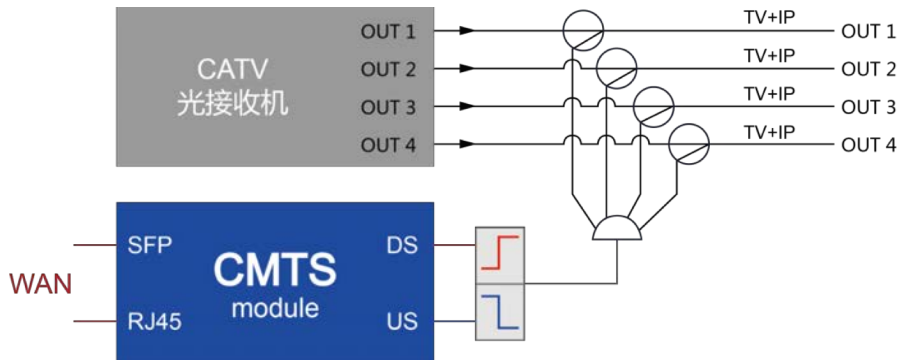 OUT 1
TV+IP
OUT 1
CATV
光接收机
OUT 2
TV+IP
OUT 2
OUT 3
TV+IP
OUT 3
OUT 4
TV+IP
OUT 4
WAN
SFP
RJ45
CMTS
module
DS
US